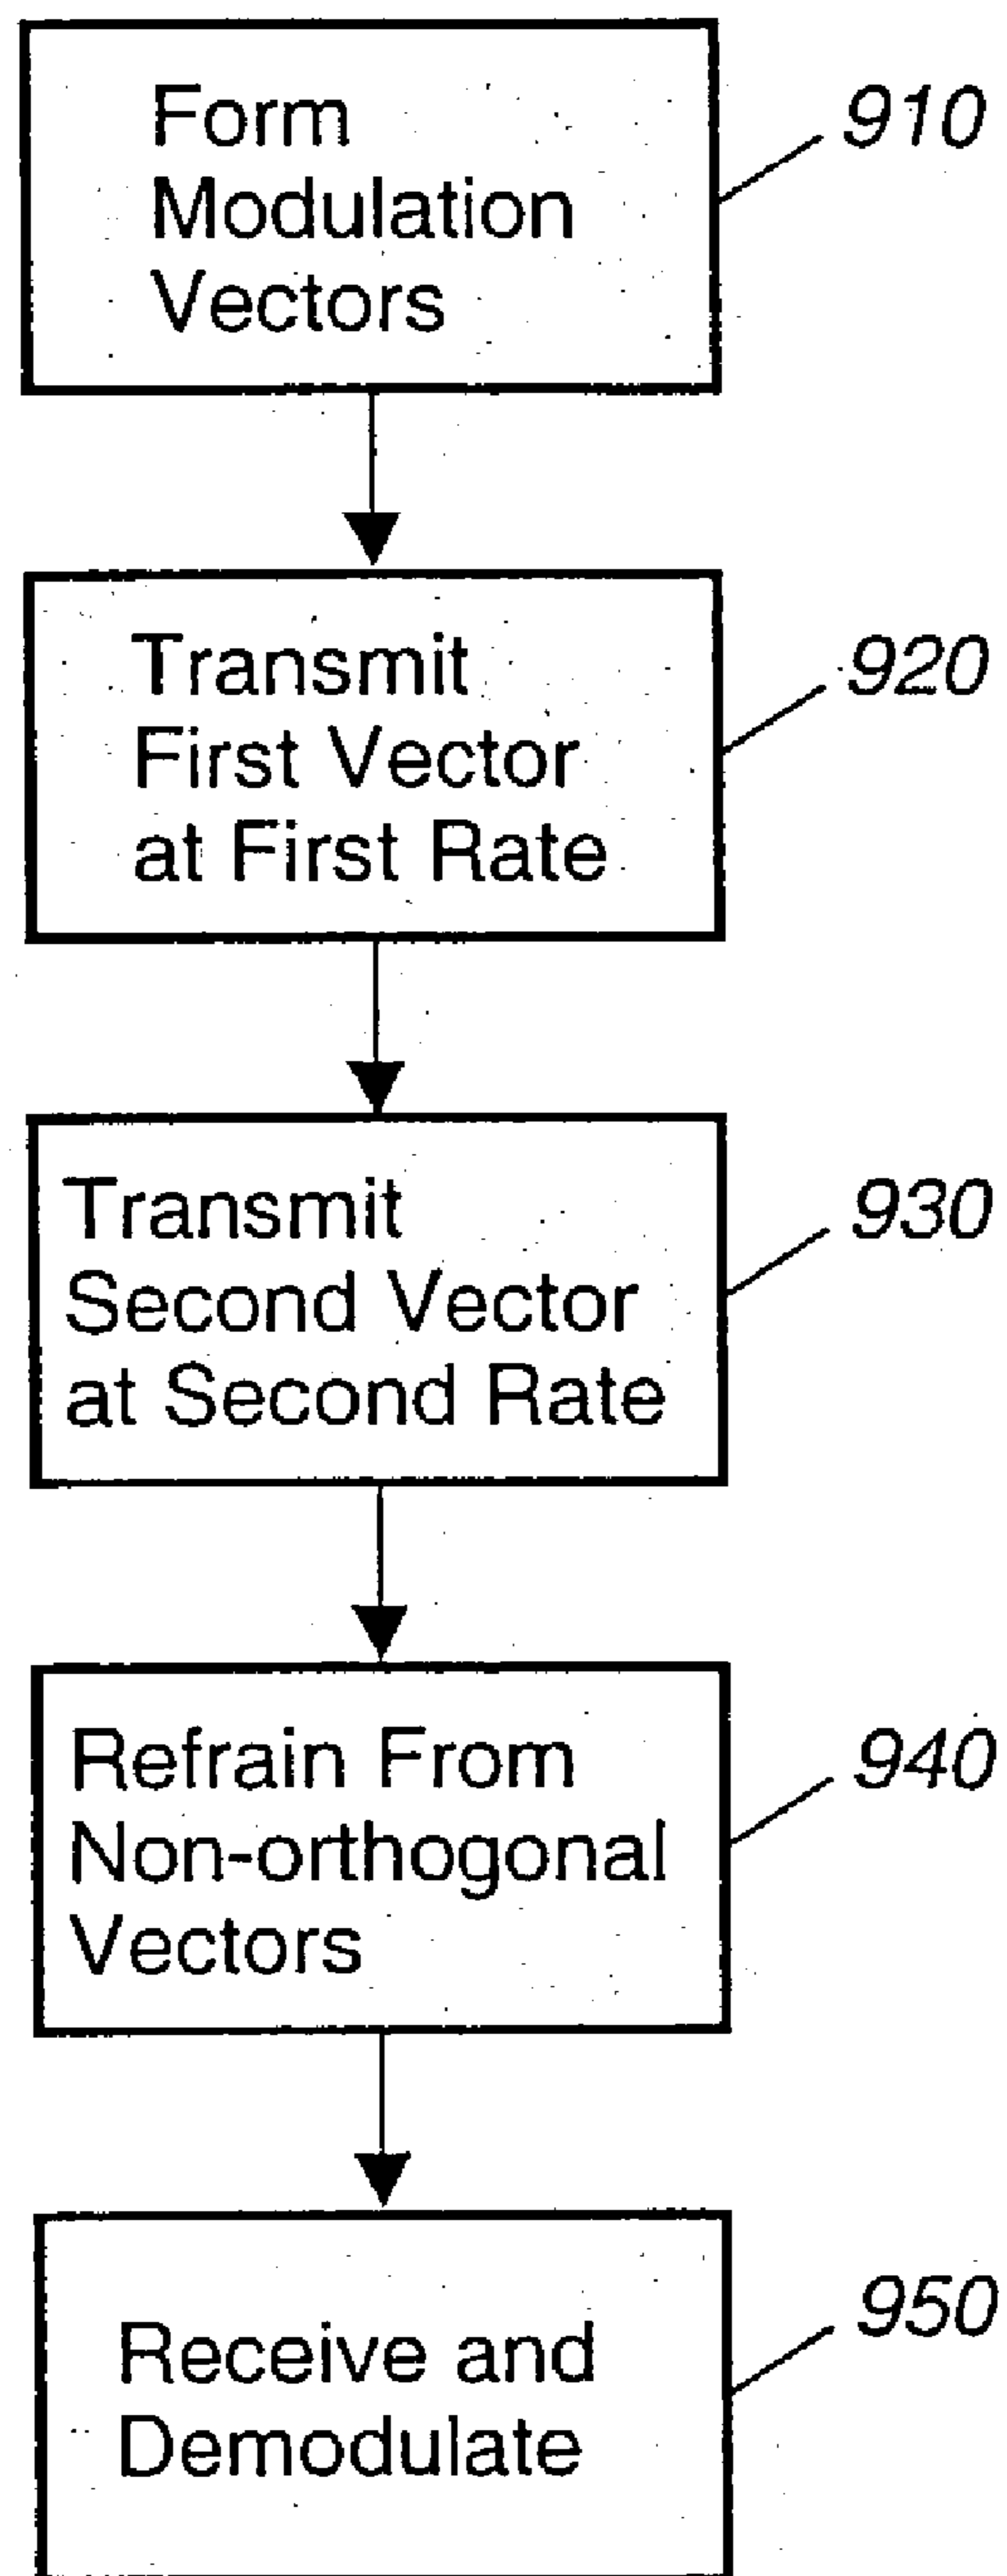 Form
Modulation
Vectors
910
Transmit
First Vector
at First Rate
920
Transmit
Second Vector
at Second Rate
930
Refrain From
Non-orthogonal
Vectors
940
Receive and
Demodulate
950